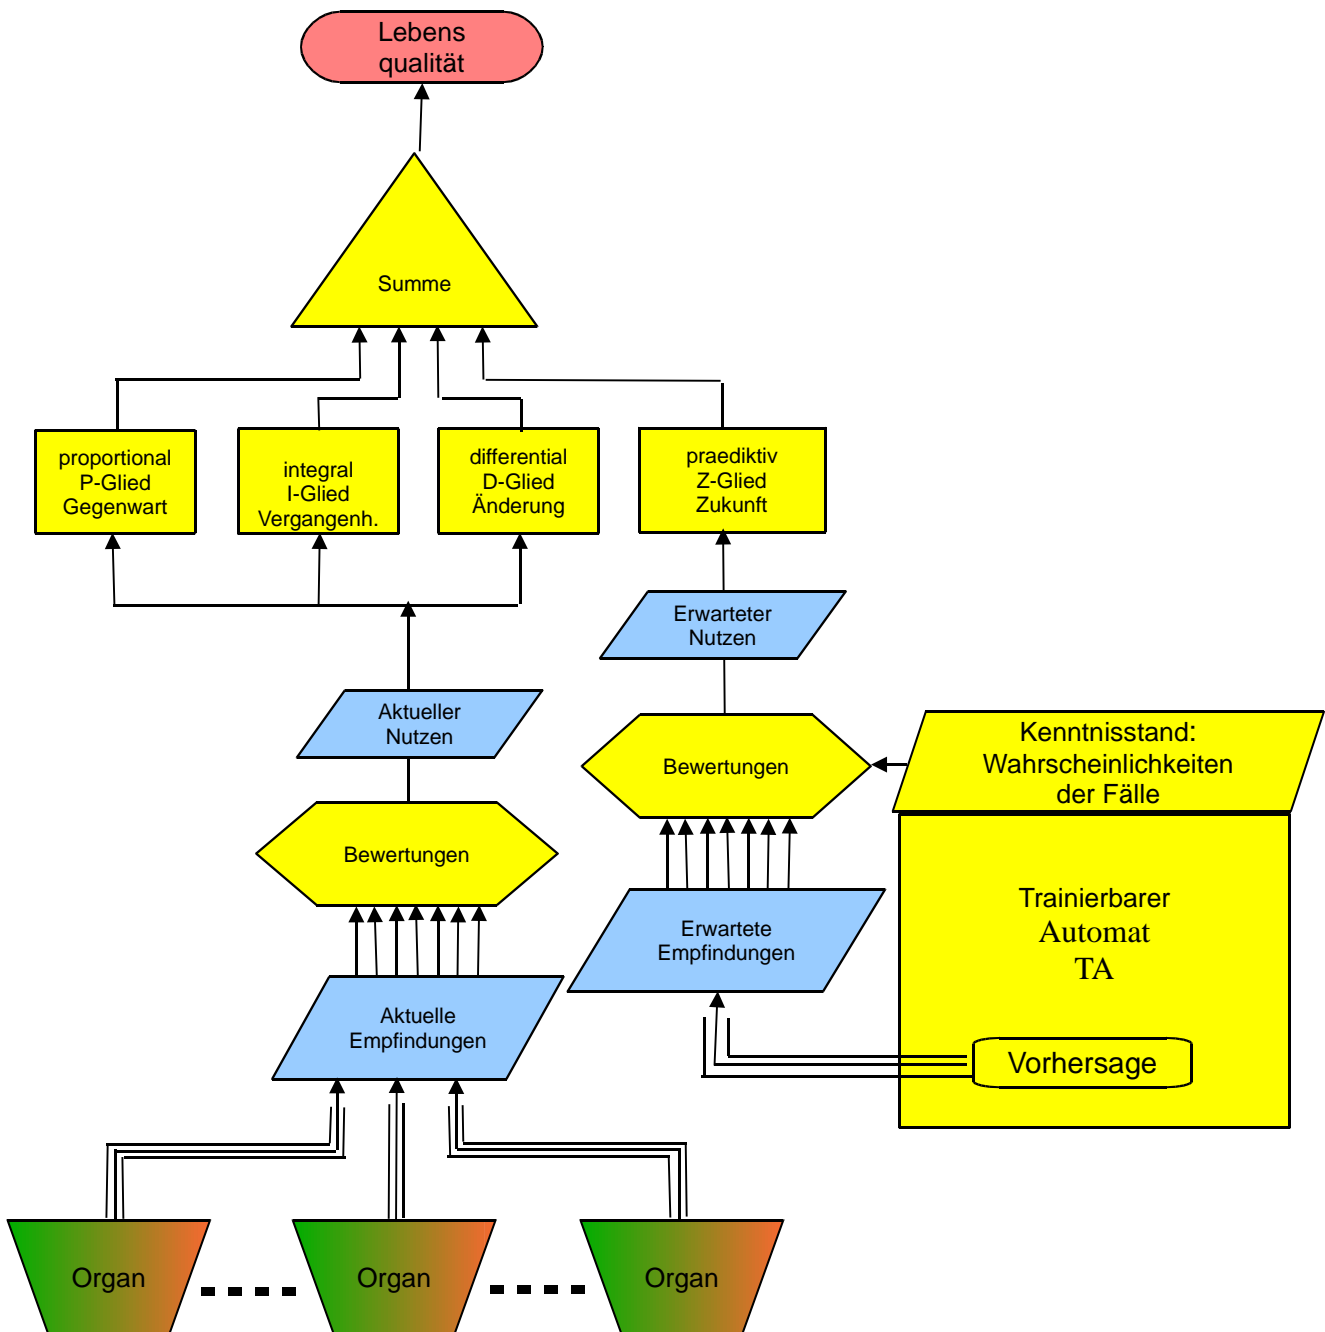 Lebens
qualität
Summe
proportional
P-Glied
Gegenwart
integral
I-Glied
Vergangenh.
differential
D-Glied
Änderung
praediktiv
Z-Glied
Zukunft
Erwarteter
Nutzen
Aktueller
Nutzen
Bewertungen
Kenntnisstand:
Wahrscheinlichkeiten
der Fälle
Bewertungen
Erwartete
Empfindungen
Trainierbarer
Automat
TA
Aktuelle
Empfindungen
Vorhersage
Organ
Organ
Organ